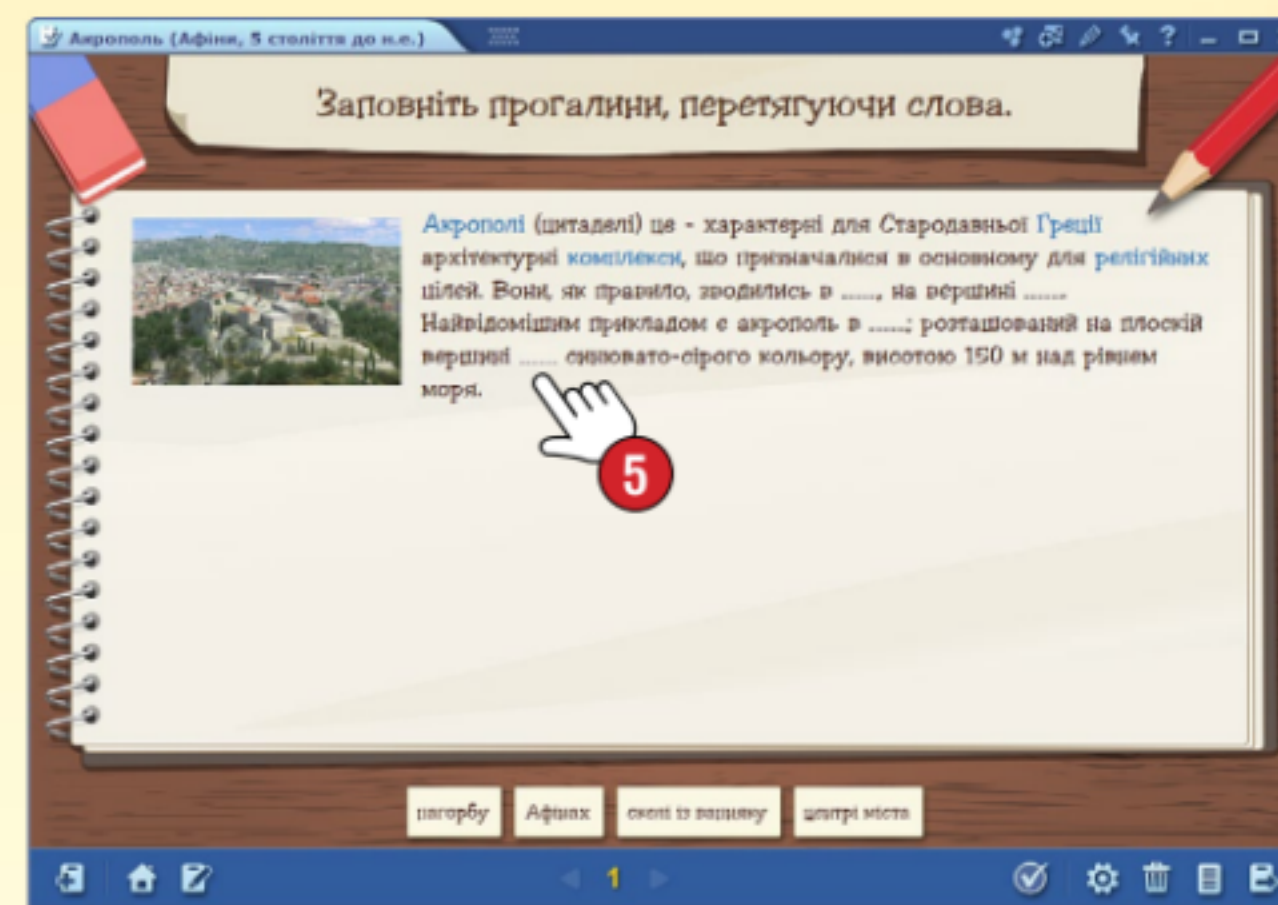 Акрополь (Афіни, 5 століття до н.е.)
Заповніть прогалини, перетягуючи слова.
Акрополі (цитаделі) це - характерні для Стародавньої Греції
архітектурні комплекси, що призначалися в основному для релігійних
цілей. Вони, як правило, зводились в ......, на вершині .......
Найвідомішим прикладом є акрополь в ......; розташований на плоскій
вершині ...... синювато-сірого кольору, висотою 150 м над рівнем
моря.
5
пагорбу Афінах скелі із вапняку центрі міста
1